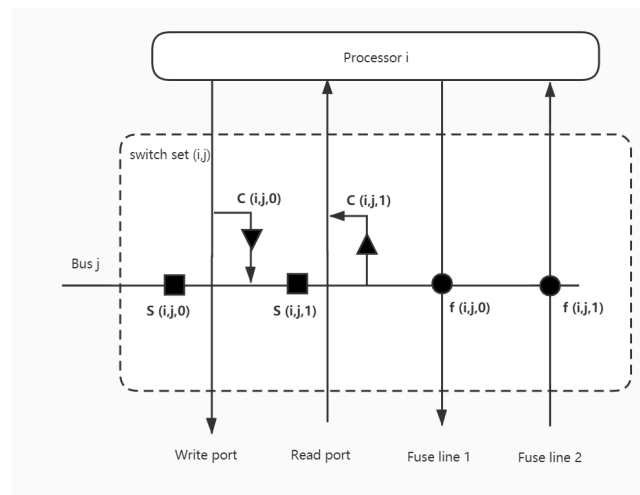 Processor i
switch set (i,j)
C (i,j,0)
C (i,j,1)
Bus j
S (i,j,0)
S (i,j,1)
f (i,j,0)
f (i,j,1)
Write port
Read port
Fuse line 1
Fuse line 2